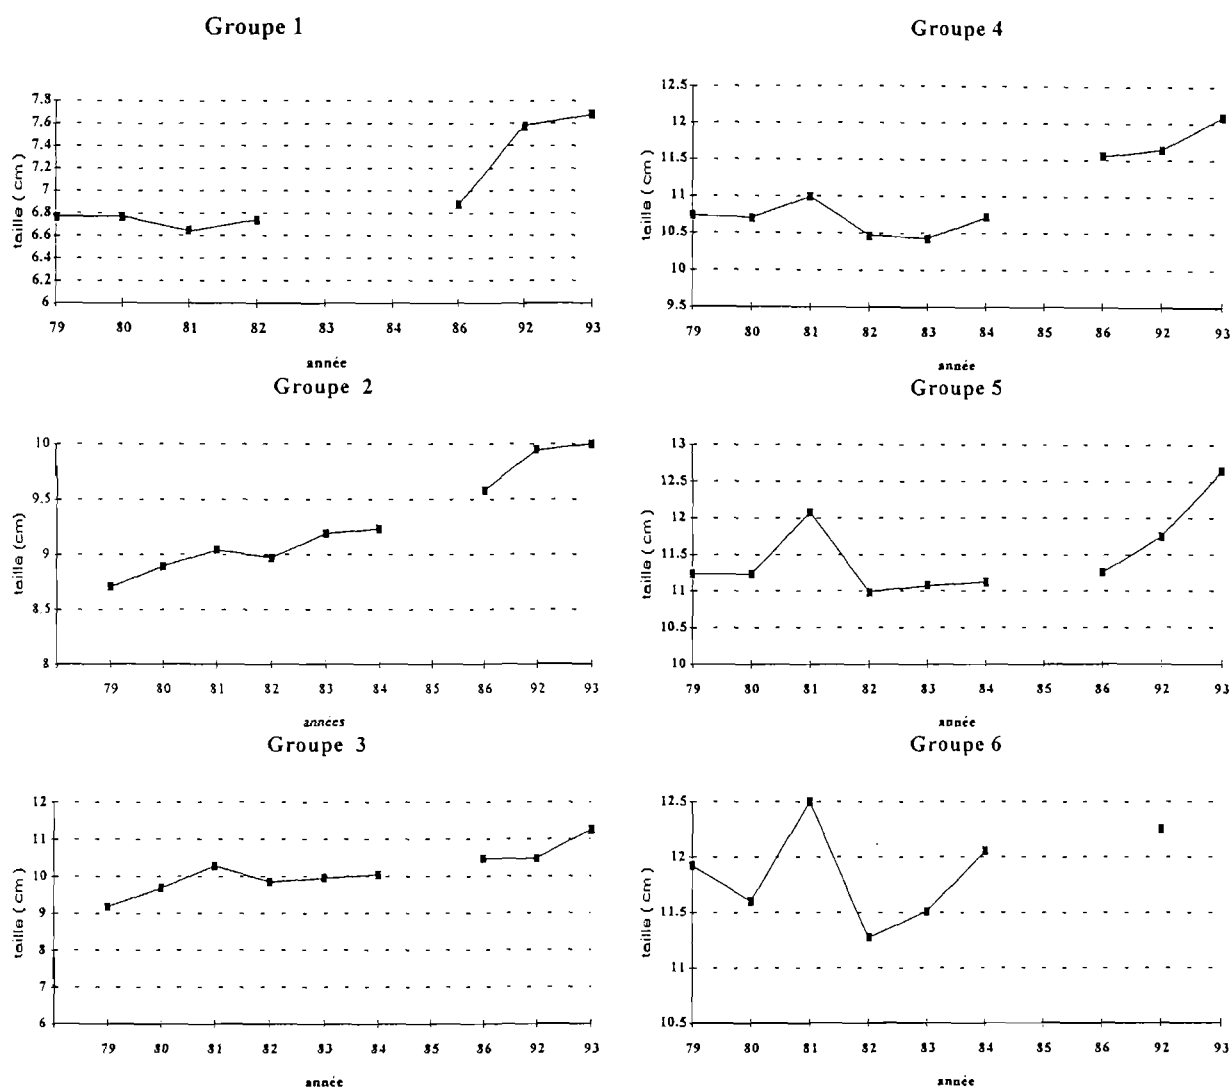 Groupe 1
7.8
7.6
7.4
7.2
7
6.8
6.6
6.4
6.2
6
taille (cm)
79 80 81 82 83 84 86 92 93
année
Groupe 2
10
9.5
9
8.5
8
taille (cm)
79 80 81 82 83 84 85 86 92 93
années
Groupe 3
12
11
10
9
8
7
6
taille (cm)
79 80 81 82 83 84 85 86 92 93
année
Groupe 4
12.5
12
11.5
11
10.5
10
9.5
taille (cm)
79 80 81 82 83 84 85 86 92 93
année
Groupe 5
13
12.5
12
11.5
11
10.5
10
taille (cm)
79 80 81 82 83 84 85 86 92 93
année
Groupe 6
12.5
12
11.5
11
10.5
taille (cm)
79 80 81 82 83 84 85 86 92 93
année